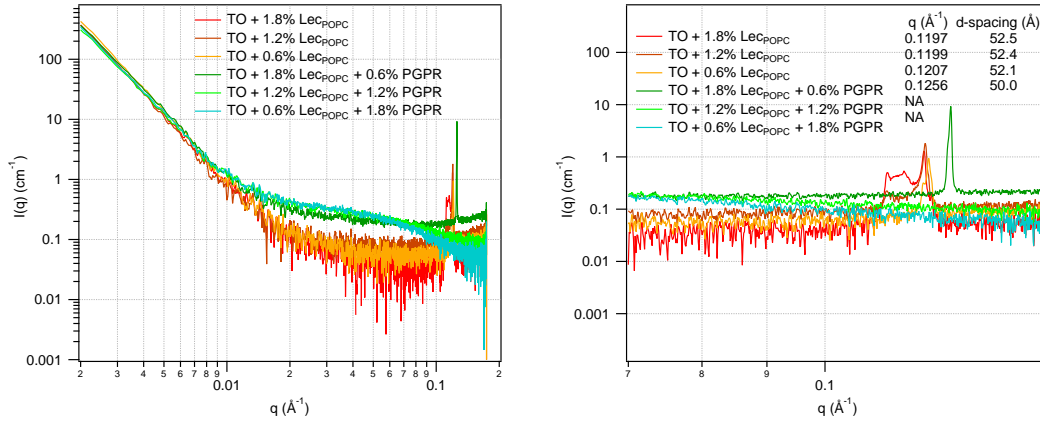 TO + 1.8% Lec_POPC
TO + 1.2% Lec_POPC
TO + 0.6% Lec_POPC
TO + 1.8% Lec_POPC + 0.6% PGPR
TO + 1.2% Lec_POPC + 1.2% PGPR
TO + 0.6% Lec_POPC + 1.8% PGPR
100
10
1
0.1
0.01
0.001
I(q) (cm⁻¹)
2 3 4 5 6 7 8 9 0.01 2 3 4 5 6 7 8 9 0.1 2
q (Å⁻¹)
q (Å⁻¹) d-spacing (Å)
0.1197 52.5
0.1199 52.4
0.1207 52.1
0.1256 50.0
NA
NA
TO + 1.8% Lec_POPC
TO + 1.2% Lec_POPC
TO + 0.6% Lec_POPC
TO + 1.8% Lec_POPC + 0.6% PGPR
TO + 1.2% Lec_POPC + 1.2% PGPR
TO + 0.6% Lec_POPC + 1.8% PGPR
100
10
1
0.1
0.01
0.001
I(q) (cm⁻¹)
7 8 9 0.1
q (Å⁻¹)